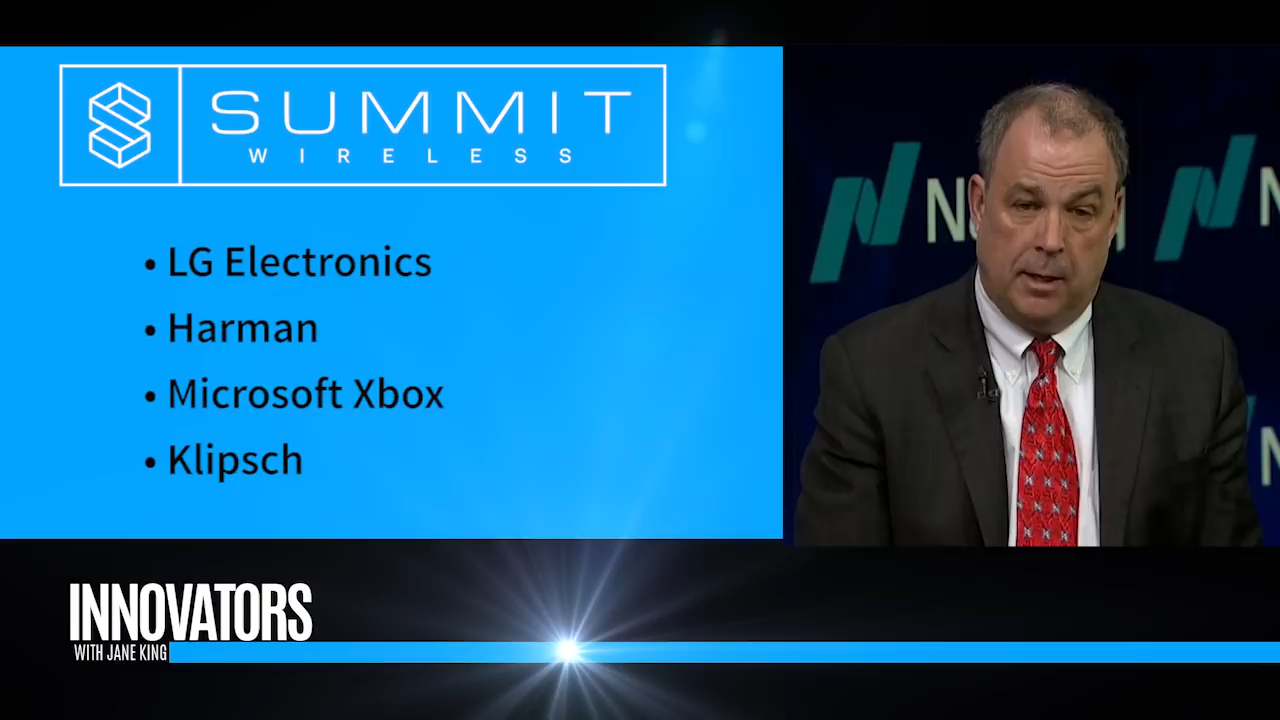 SUMMIT
WIRELESS
• LG Electronics
• Harman
• Microsoft Xbox
• Klipsch
INNOVATORS
WITH JANE KING